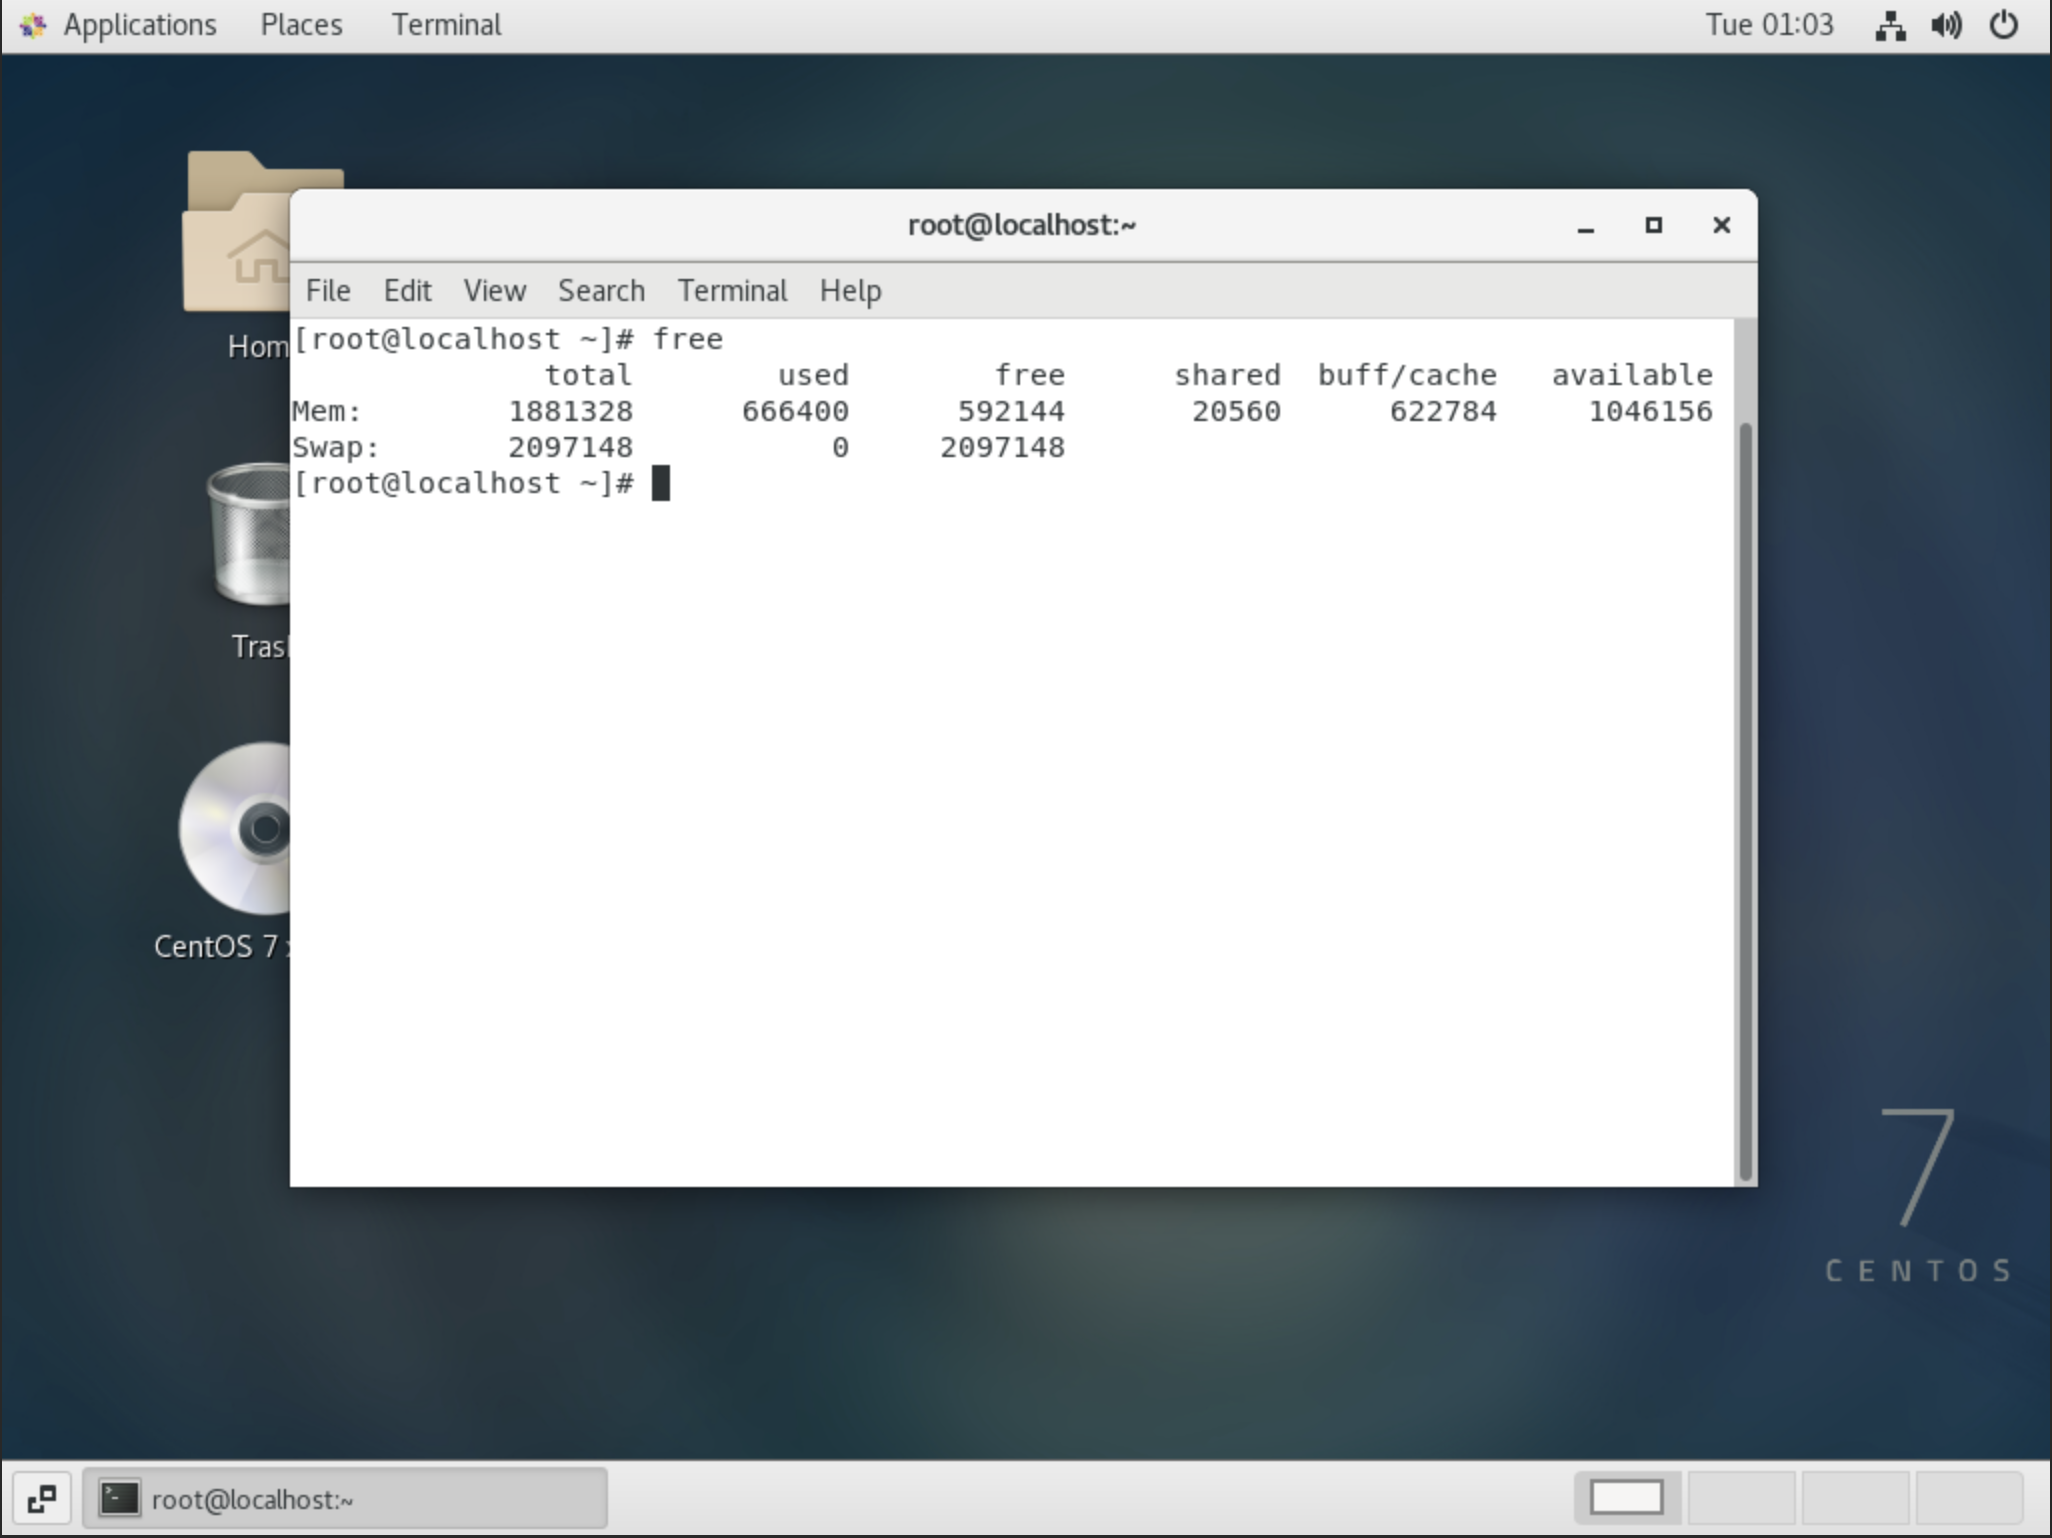 Applications Places Terminal Tue 01:03
root@localhost:~
File Edit View Search Terminal Help
[root@localhost ~]# free
total used free shared buff/cache available
Mem: 1881328 666400 592144 20560 622784 1046156
Swap: 2097148 0 2097148
[root@localhost ~]#
Hom
Tras
CentOS 7
7
CENTOS
root@localhost:~